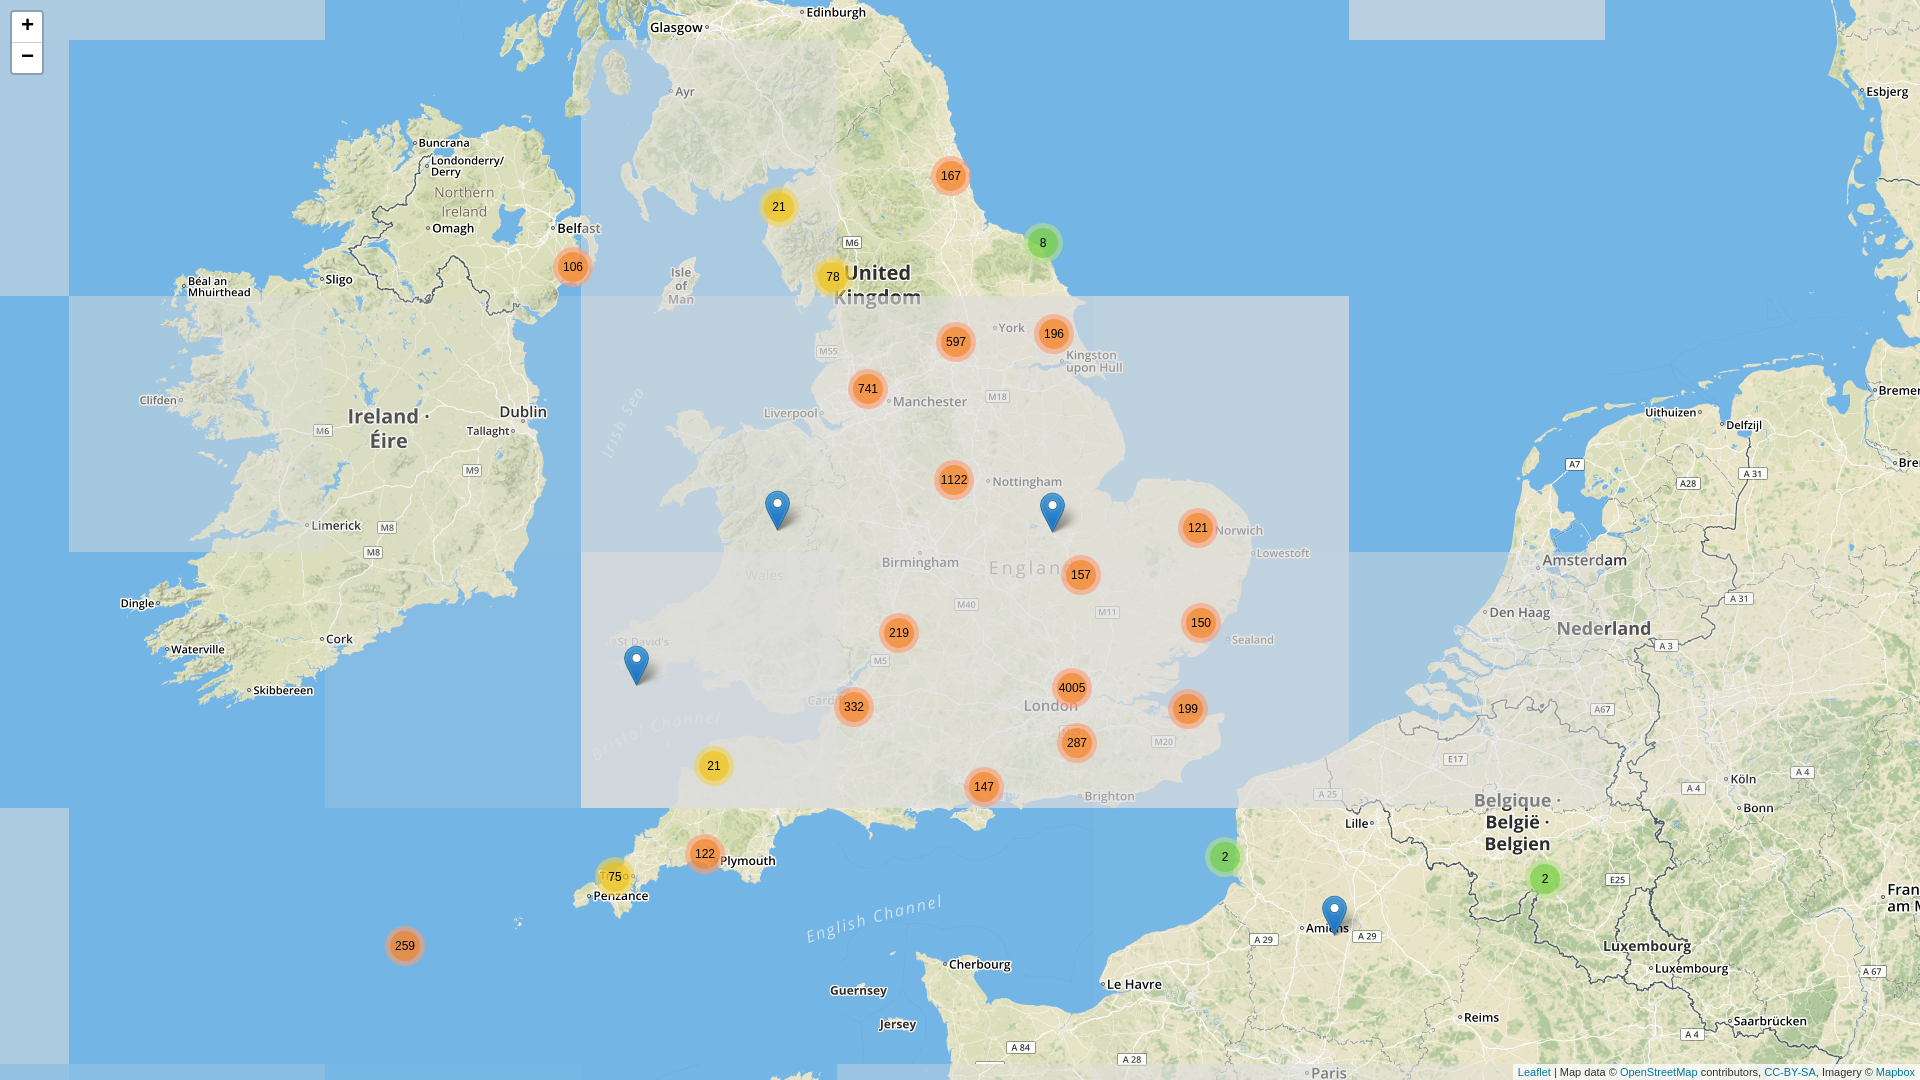 +
−
Glasgow
Edinburgh
Ayr
Esbjerg
Buncrana
Londonderry/
Derry
Northern
Ireland
Omagh
Belfast
167
21
8
106
78
M6
United
Kingdom
Isle
of
Man
Sligo
Béal an
Mhuirthead
York
196
597
M55
Kingston
upon Hull
741
Manchester
M18
Liverpool
Irish Sea
Clifden
Ireland ·
Éire
Dublin
Tallaght
M6
M9
Uithuizen
Delfzijl
A7
A 31
A28
1122
Nottingham
Limerick
M8
M8
121
Norwich
Lowestoft
Birmingham
157
Wales
M40
M11
Amsterdam
A 31
Den Haag
Nederland
A 3
Dingle
Cork
Waterville
Skibbereen
St David's
219
150
Sealand
M5
4005
London
332
199
287
M20
Bristol Channel
A67
E17
21
147
Brighton
A 25
Köln
A 4
A 4
Bonn
Belgique ·
België ·
Belgien
Lille
122
Plymouth
75
Penzance
2
2
E25
259
English Channel
Amiens
A 29
A 29
Luxembourg
Luxembourg
A 67
Cherbourg
Le Havre
Guernsey
Jersey
Reims
Saarbrücken
A 4
A 84
A 28
Paris
Leaflet | Map data © OpenStreetMap contributors, CC-BY-SA, Imagery © Mapbox